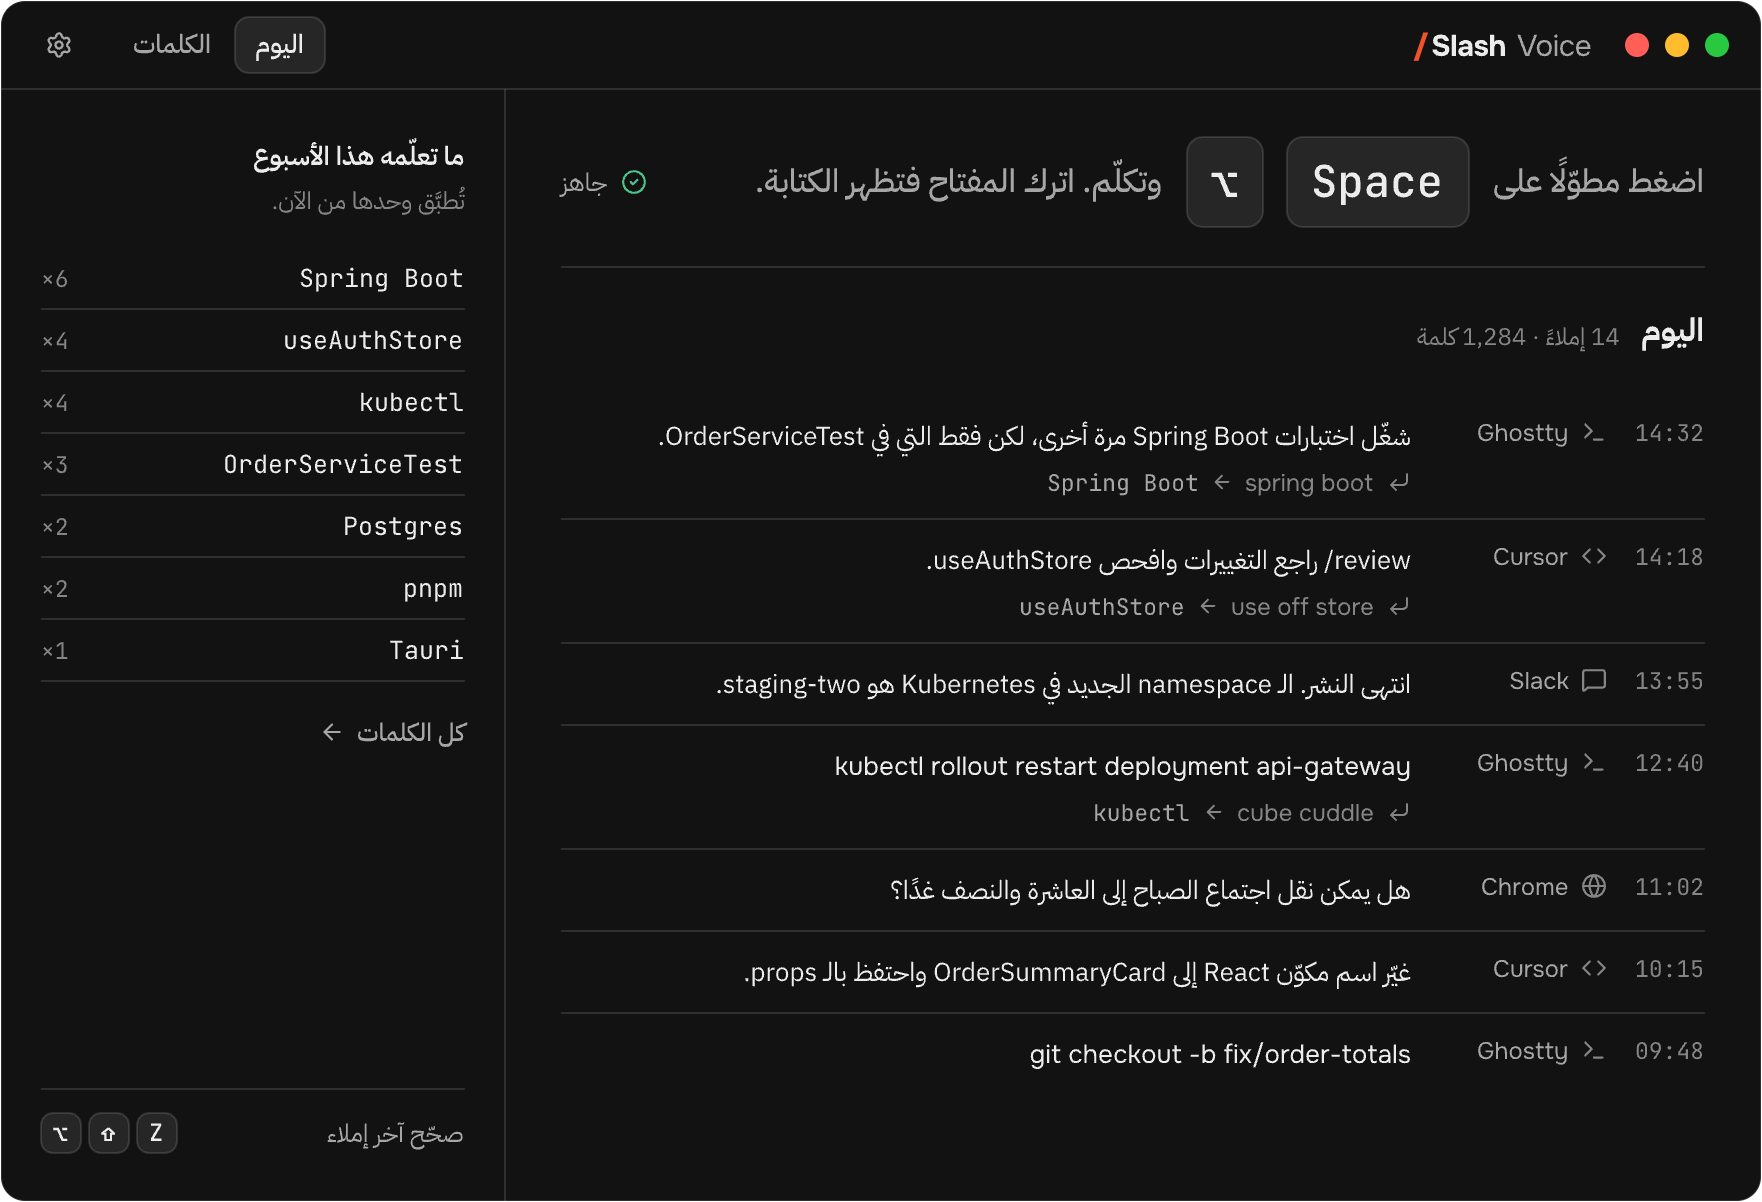 /Slash Voice
اليوم
الكلمات
اضغط مطوّلًا على Space ⌥ وتكلّم. اترك المفتاح فتظهر الكتابة.
جاهز
اليوم 14 إملاءً · 1,284 كلمة
14:32 Ghostty
شغّل اختبارات Spring Boot مرة أخرى، لكن فقط التي في OrderServiceTest.
spring boot ← Spring Boot
14:18 Cursor
/review راجع التغييرات وافحص useAuthStore.
use off store ← useAuthStore
13:55 Slack
انتهى النشر. الـ namespace الجديد في Kubernetes هو staging-two.
12:40 Ghostty
kubectl rollout restart deployment api-gateway
cube cuddle ← kubectl
11:02 Chrome
هل يمكن نقل اجتماع الصباح إلى العاشرة والنصف غدًا؟
10:15 Cursor
غيّر اسم مكوّن React إلى OrderSummaryCard واحتفظ بالـ props.
09:48 Ghostty
git checkout -b fix/order-totals
ما تعلّمه هذا الأسبوع
تُطبَّق وحدها من الآن.
Spring Boot ×6
useAuthStore ×4
kubectl ×4
OrderServiceTest ×3
Postgres ×2
pnpm ×2
Tauri ×1
كل الكلمات ←
صحّح آخر إملاء
⌥ ⇧ Z